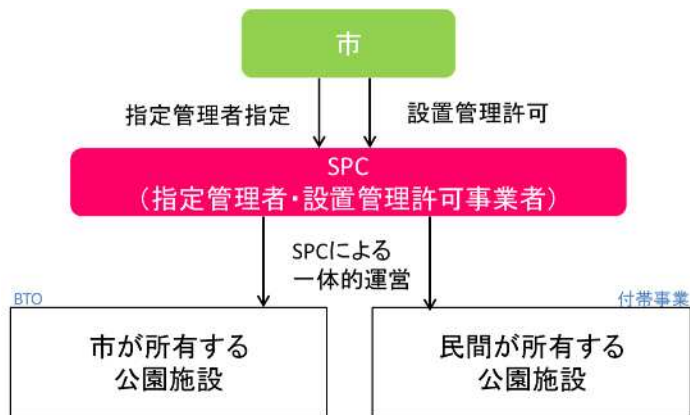 市
指定管理者指定
設置管理許可
SPC
（指定管理者・設置管理許可事業者）
SPCによる
一体的運営
BTO
付帯事業
市が所有する
公園施設
民間が所有する
公園施設